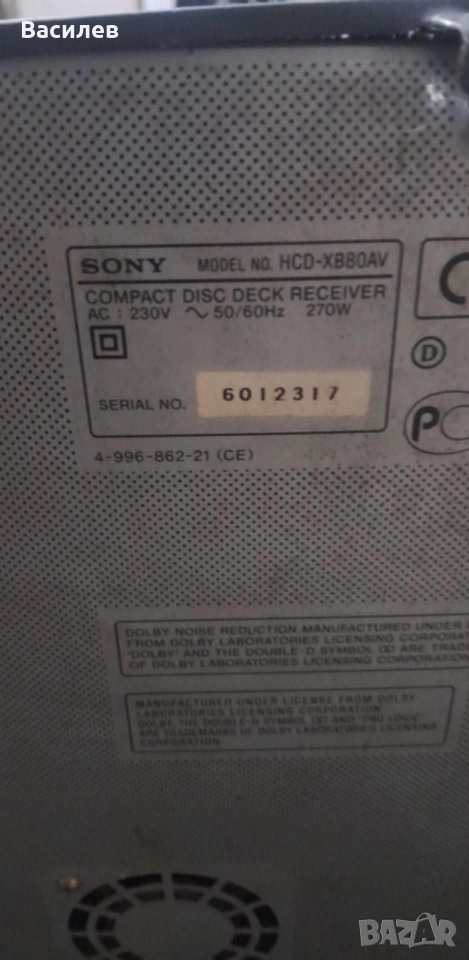 Василев
SONY MODEL NO. HCD-XB80AV
COMPACT DISC DECK RECEIVER
AC : 230V ~ 50/60Hz 270W
D
SERIAL NO. 6012317
4-996-862-21 (CE)
DOLBY NOISE REDUCTION MANUFACTURED UNDER
FROM DOLBY LABORATORIES LICENSING
"DOLBY" AND THE DOUBLE-D SYMBOL ARE
OF DOLBY LABORATORIES LICENSING CORPORATION
MANUFACTURED UNDER LICENSE FROM DOLBY
LABORATORIES LICENSING CORPORATION.
DOLBY, THE DOUBLE-D SYMBOL AND "PRO LOGIC"
ARE TRADEMARKS OF DOLBY LABORATORIES LICENSING
CORPORATION.
BAZAR